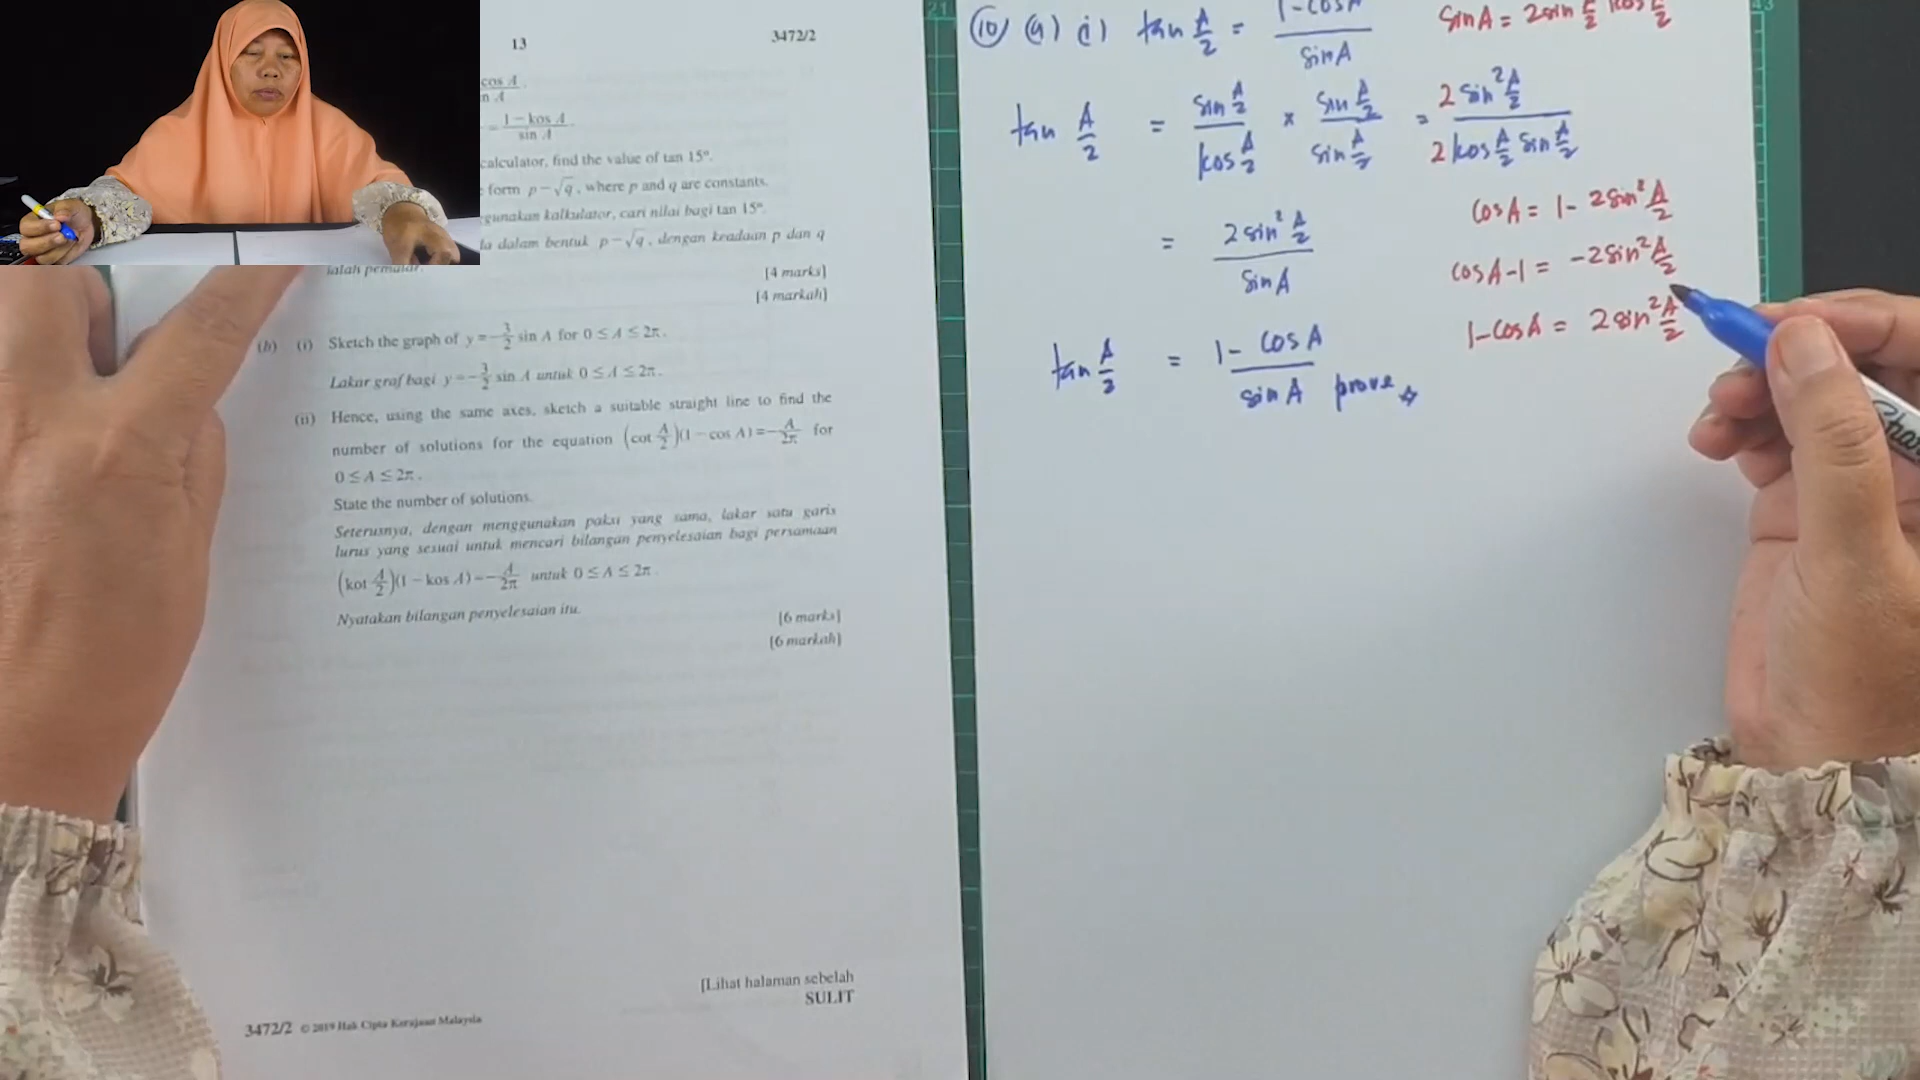 13
3472/2
cos A
n A
= 1 – kos A / sin A
calculator, find the value of tan 15°.
form p – √q, where p and q are constants.
gunakan kalkulator, cari nilai bagi tan 15°.
dalam bentuk p – √q, dengan keadaan p dan q
ialah pemalar.
[4 marks]
[4 markah]
(b) (i) Sketch the graph of y = – 3/2 sin A for 0 ≤ A ≤ 2π.
Lakar graf bagi y = – 3/2 sin A untuk 0 ≤ A ≤ 2π.
(ii) Hence, using the same axes, sketch a suitable straight line to find the
number of solutions for the equation (cot A/2)(1 – cos A) = – A/2π for
0 ≤ A ≤ 2π.
State the number of solutions.
Seterusnya, dengan menggunakan paksi yang sama, lakar satu garis
lurus yang sesuai untuk mencari bilangan penyelesaian bagi persamaan
(kot A/2)(1 – kos A) = – A/2π untuk 0 ≤ A ≤ 2π
Nyatakan bilangan penyelesaian itu.
[6 marks]
[6 markah]
[Lihat halaman sebelah
SULIT
3472/2 © 2019 Hak Cipta Kerajaan Malaysia
21
43
10 (a) (i) tan A/2 = 1-cos A / sin A
sin A = 2 sin A/2 kos A/2
tan A/2 = sin A/2 / kos A/2 × sin A/2 / sin A/2 = 2 sin² A/2 / 2 kos A/2 sin A/2
= 2 sin² A/2 / sin A
cos A = 1 - 2 sin² A/2
cos A - 1 = -2 sin² A/2
1 - cos A = 2 sin² A/2
tan A/2 = 1 - cos A / sin A prove
Shar